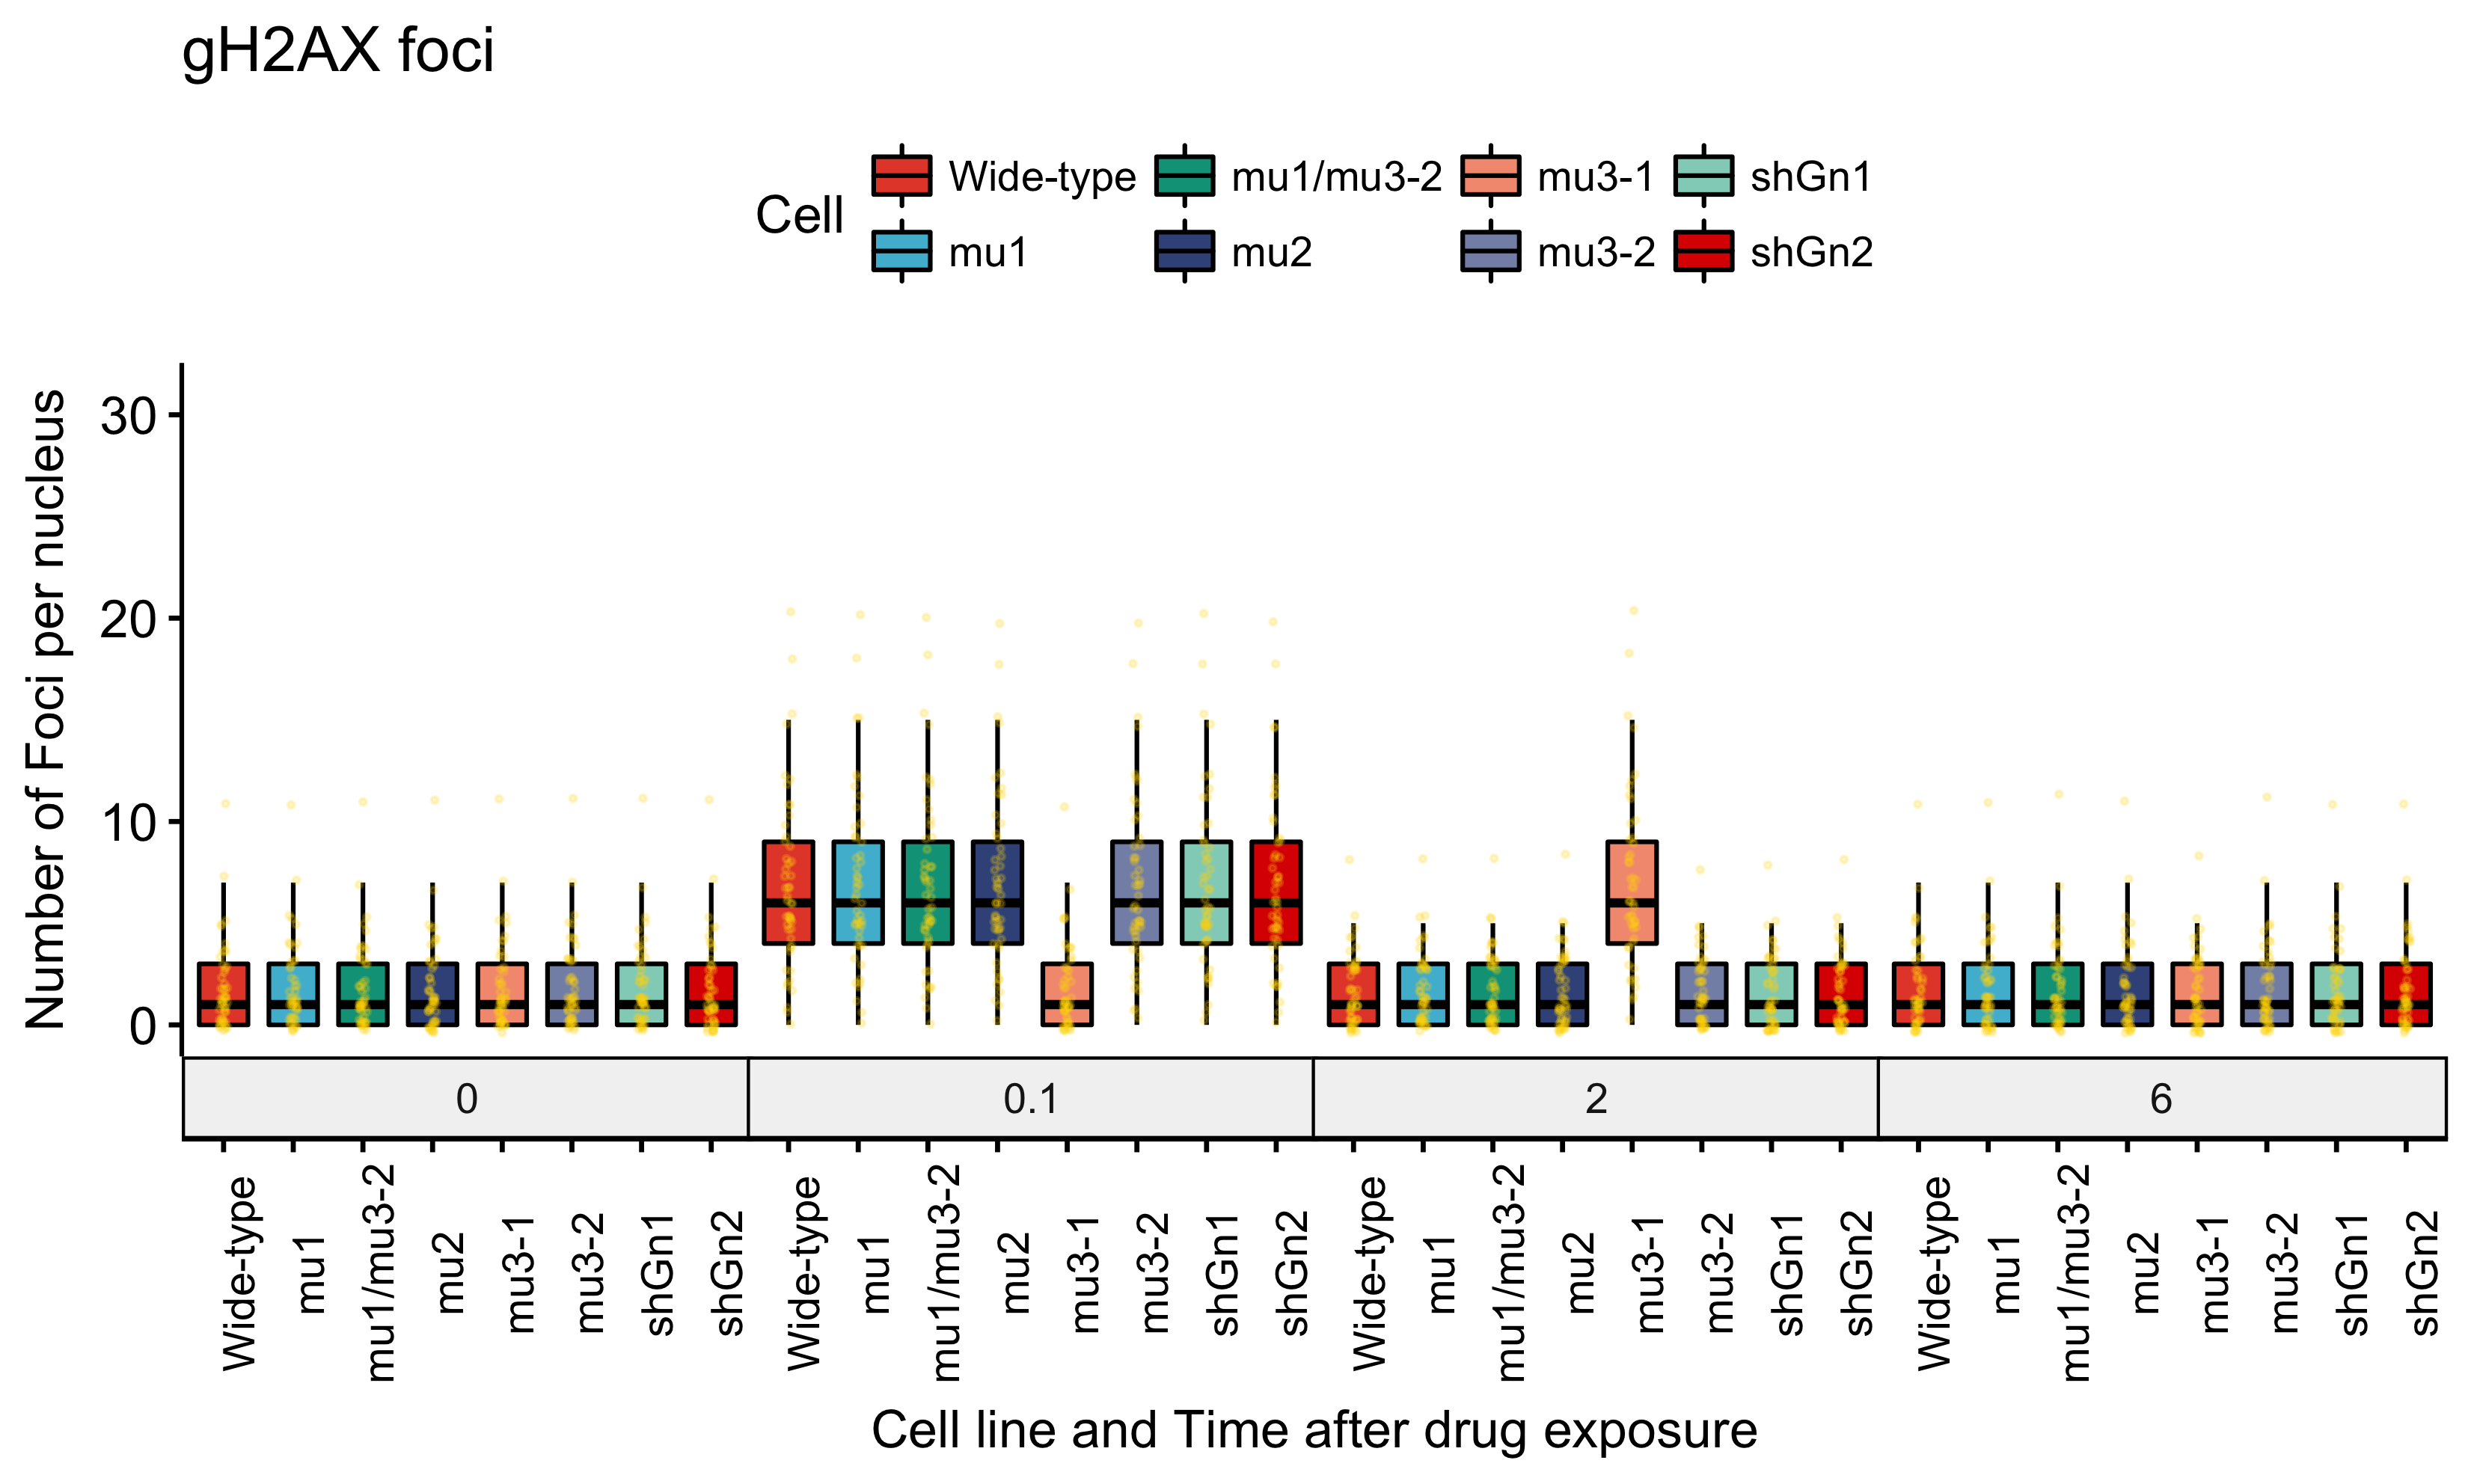 gH2AX foci
Cell
Wide-type mu1/mu3-2 mu3-1 shGn1
mu1 mu2 mu3-2 shGn2
Number of Foci per nucleus
30
20
10
0
0 0.1 2 6
Wide-type mu1 mu1/mu3-2 mu2 mu3-1 mu3-2 shGn1 shGn2 Wide-type mu1 mu1/mu3-2 mu2 mu3-1 mu3-2 shGn1 shGn2 Wide-type mu1 mu1/mu3-2 mu2 mu3-1 mu3-2 shGn1 shGn2 Wide-type mu1 mu1/mu3-2 mu2 mu3-1 mu3-2 shGn1 shGn2
Cell line and Time after drug exposure